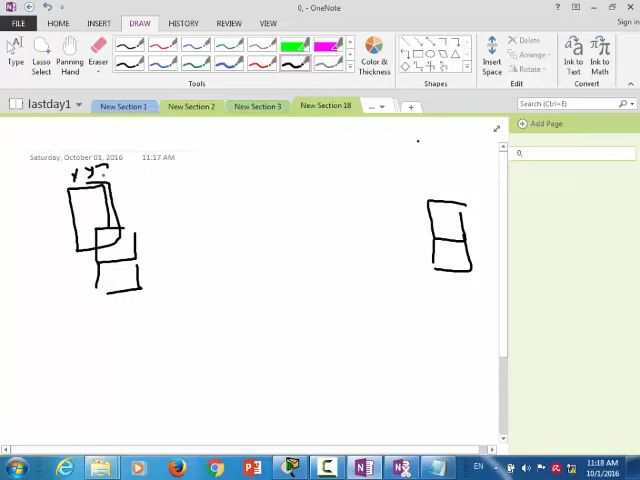 0, - OneNote
FILE HOME INSERT DRAW HISTORY REVIEW VIEW Sign in
Type Lasso Select Panning Hand Eraser Color & Thickness Insert Space Delete Arrange Rotate Ink to Text Ink to Math
Tools Shapes Edit Convert
lastday1 New Section 1 New Section 2 New Section 3 New Section 18 Search (Ctrl+E)
Add Page
Saturday, October 01, 2016 11:17 AM
0,
EN 11:18 AM
10/1/2016